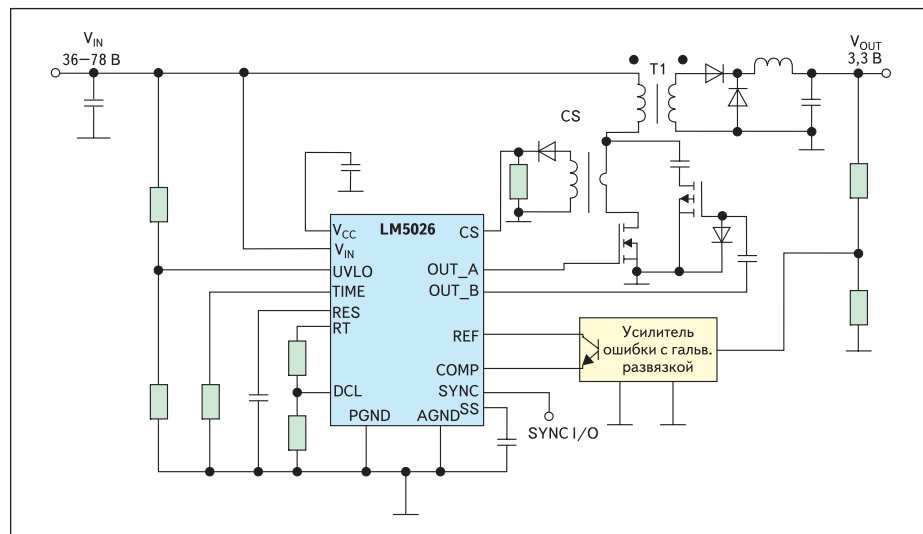 V_IN
36–78 В
V_OUT
3,3 В
T1
CS
LM5026
V_CC
V_IN
UVLO
TIME
RES
RT
DCL
PGND
AGND
CS
OUT_A
OUT_B
REF
COMP
SYNC
SS
SYNC I/O
Усилитель
ошибки с гальв.
развязкой